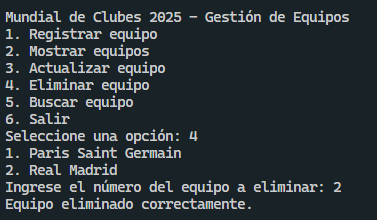 Mundial de Clubes 2025 - Gestión de Equipos
1. Registrar equipo
2. Mostrar equipos
3. Actualizar equipo
4. Eliminar equipo
5. Buscar equipo
6. Salir
Seleccione una opción: 4
1. Paris Saint Germain
2. Real Madrid
Ingrese el número del equipo a eliminar: 2
Equipo eliminado correctamente.